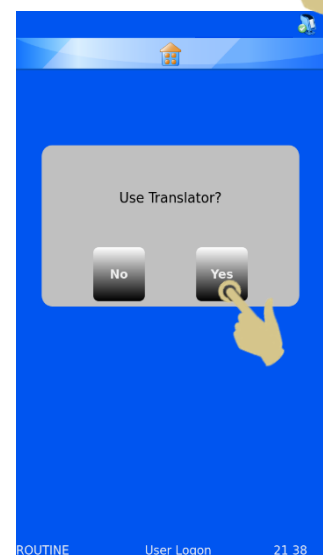 Use Translator?
No Yes
ROUTINE User Logon 21 38